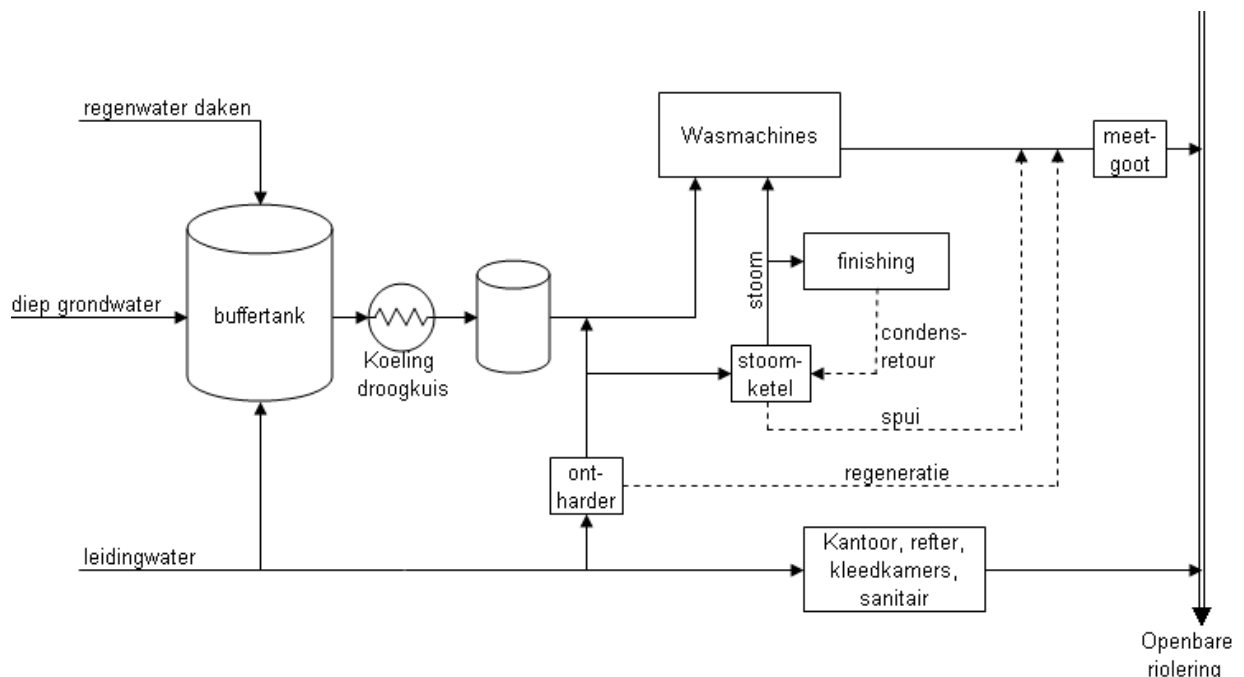 regenwater daken
Wasmachines
meet-
goot
diep grondwater
buffertank
Koeling
droogkuis
stoom
finishing
condens-
retour
stoom-
ketel
spui
ont-
harder
regeneratie
leidingwater
Kantoor, refter,
kleedkamers,
sanitair
Openbare
riolering